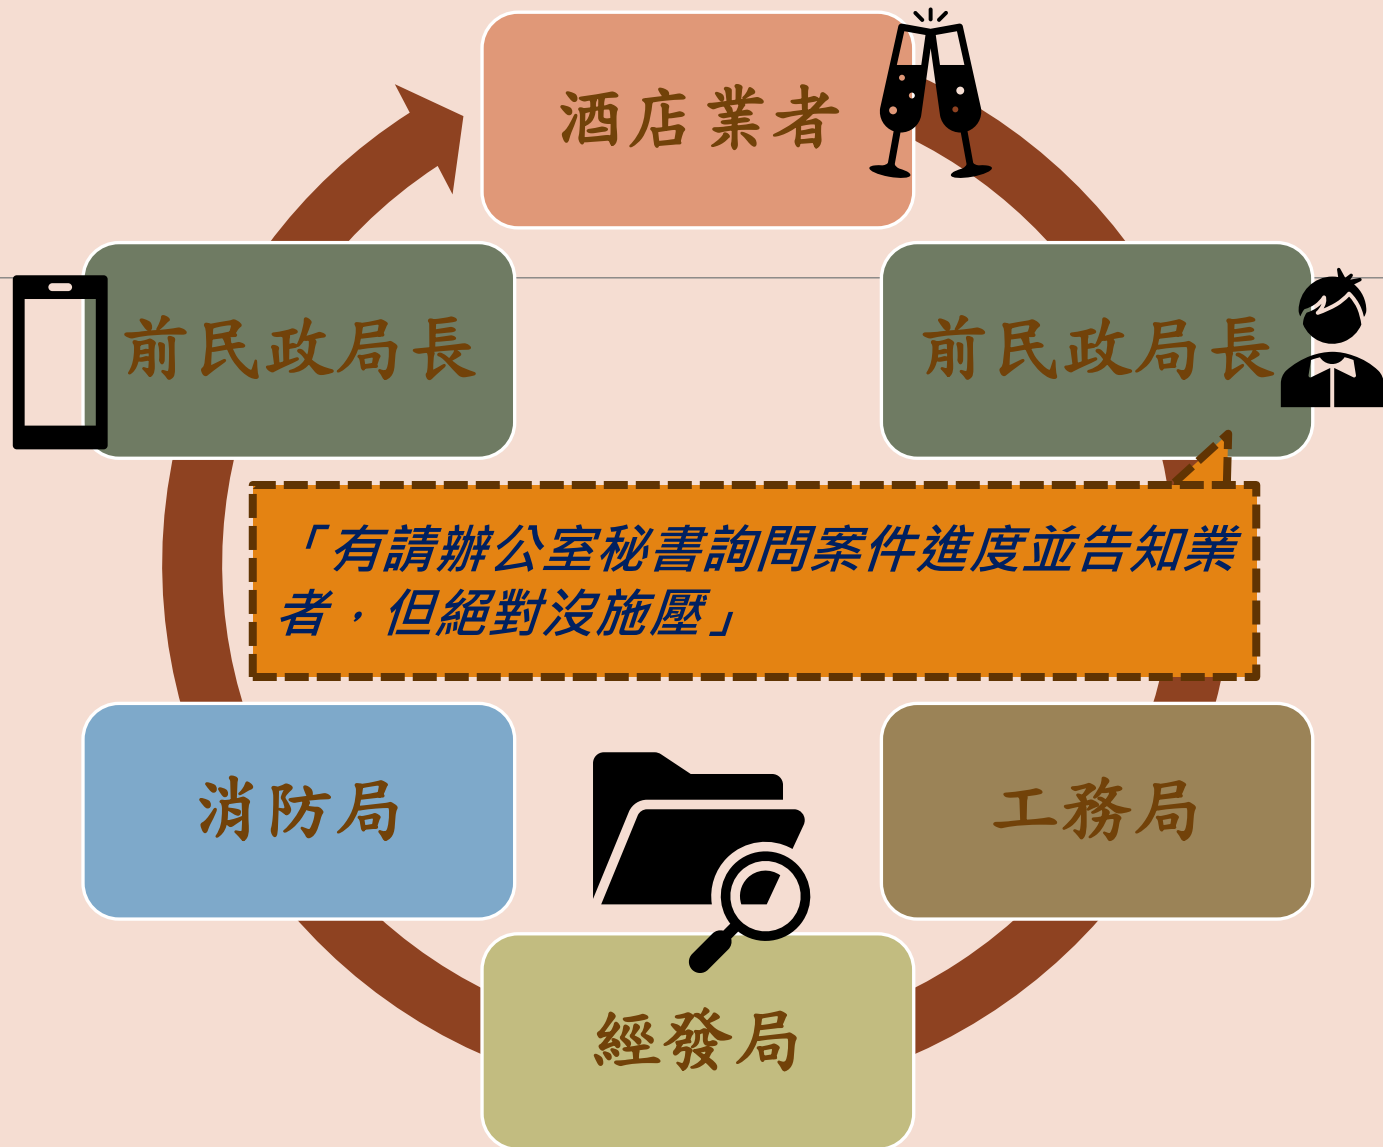 酒店業者
前民政局長
前民政局長
「有請辦公室秘書詢問案件進度並告知業
者，但絕對沒施壓」
消防局
工務局
經發局